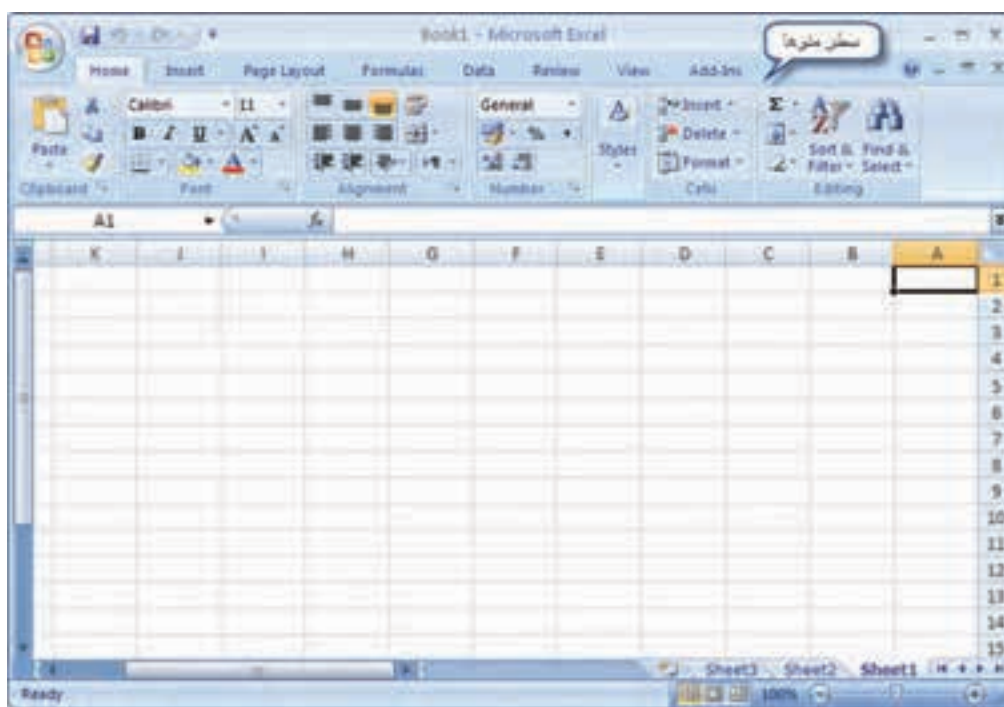 Book1 - Microsoft Excel
سطر منوها
Home Insert Page Layout Formulas Data Review View Add-Ins
Paste
Calibri 11
B I U A A
A
General
%
Styles
Insert
Delete
Format
Σ
Sort & Filter
Find & Select
Clipboard Font Alignment Number Cells Editing
A1 fx
K J I H G F E D C B A
1
2
3
4
5
6
7
8
9
10
11
12
13
14
15
Sheet3 Sheet2 Sheet1
Ready 100%